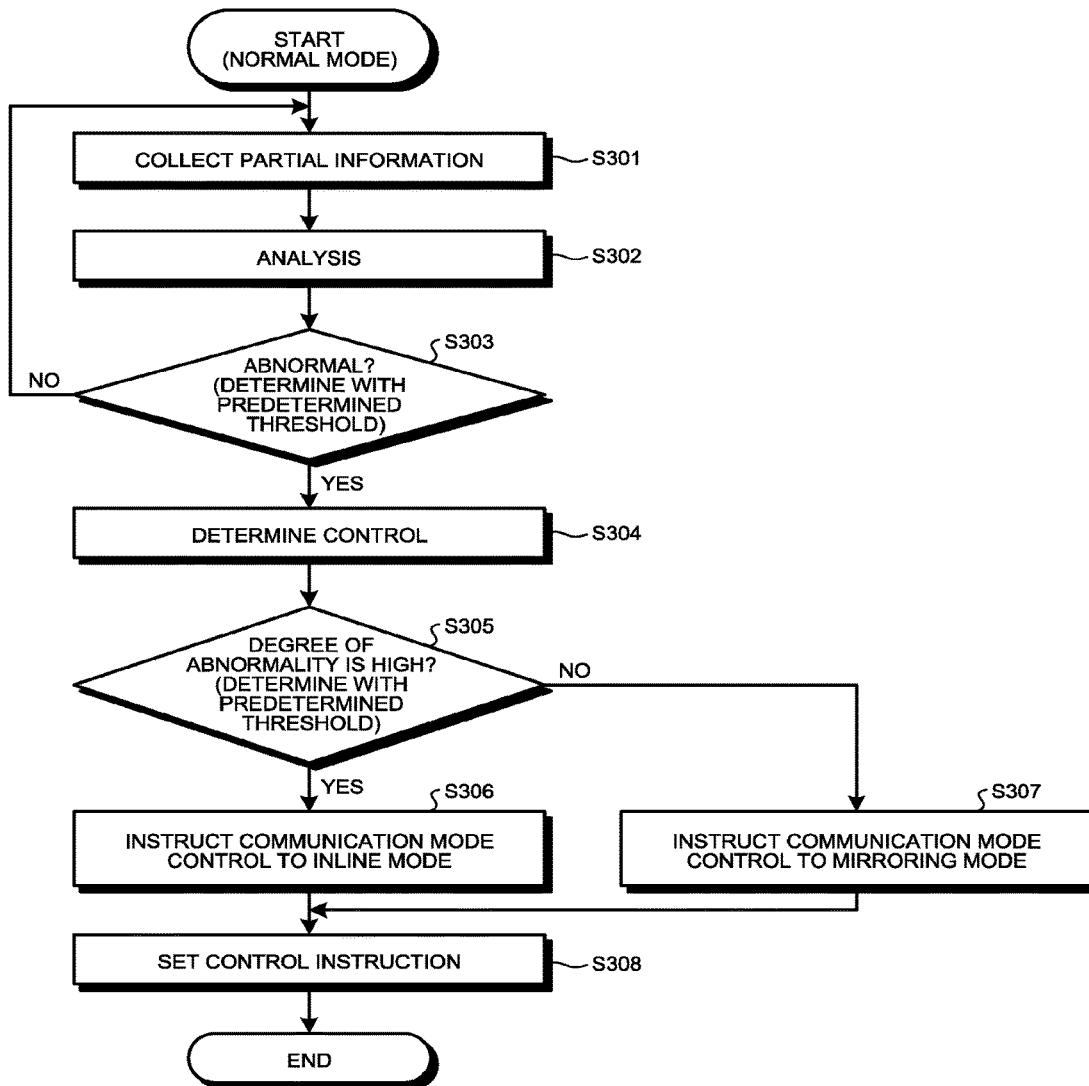 START
(NORMAL MODE)
COLLECT PARTIAL INFORMATION
S301
ANALYSIS
S302
S303
ABNORMAL?
(DETERMINE WITH
PREDETERMINED
THRESHOLD)
NO
YES
DETERMINE CONTROL
S304
S305
DEGREE OF
ABNORMALITY IS HIGH?
(DETERMINE WITH
PREDETERMINED
THRESHOLD)
NO
YES
S306
INSTRUCT COMMUNICATION MODE
CONTROL TO INLINE MODE
S307
INSTRUCT COMMUNICATION MODE
CONTROL TO MIRRORING MODE
SET CONTROL INSTRUCTION
S308
END